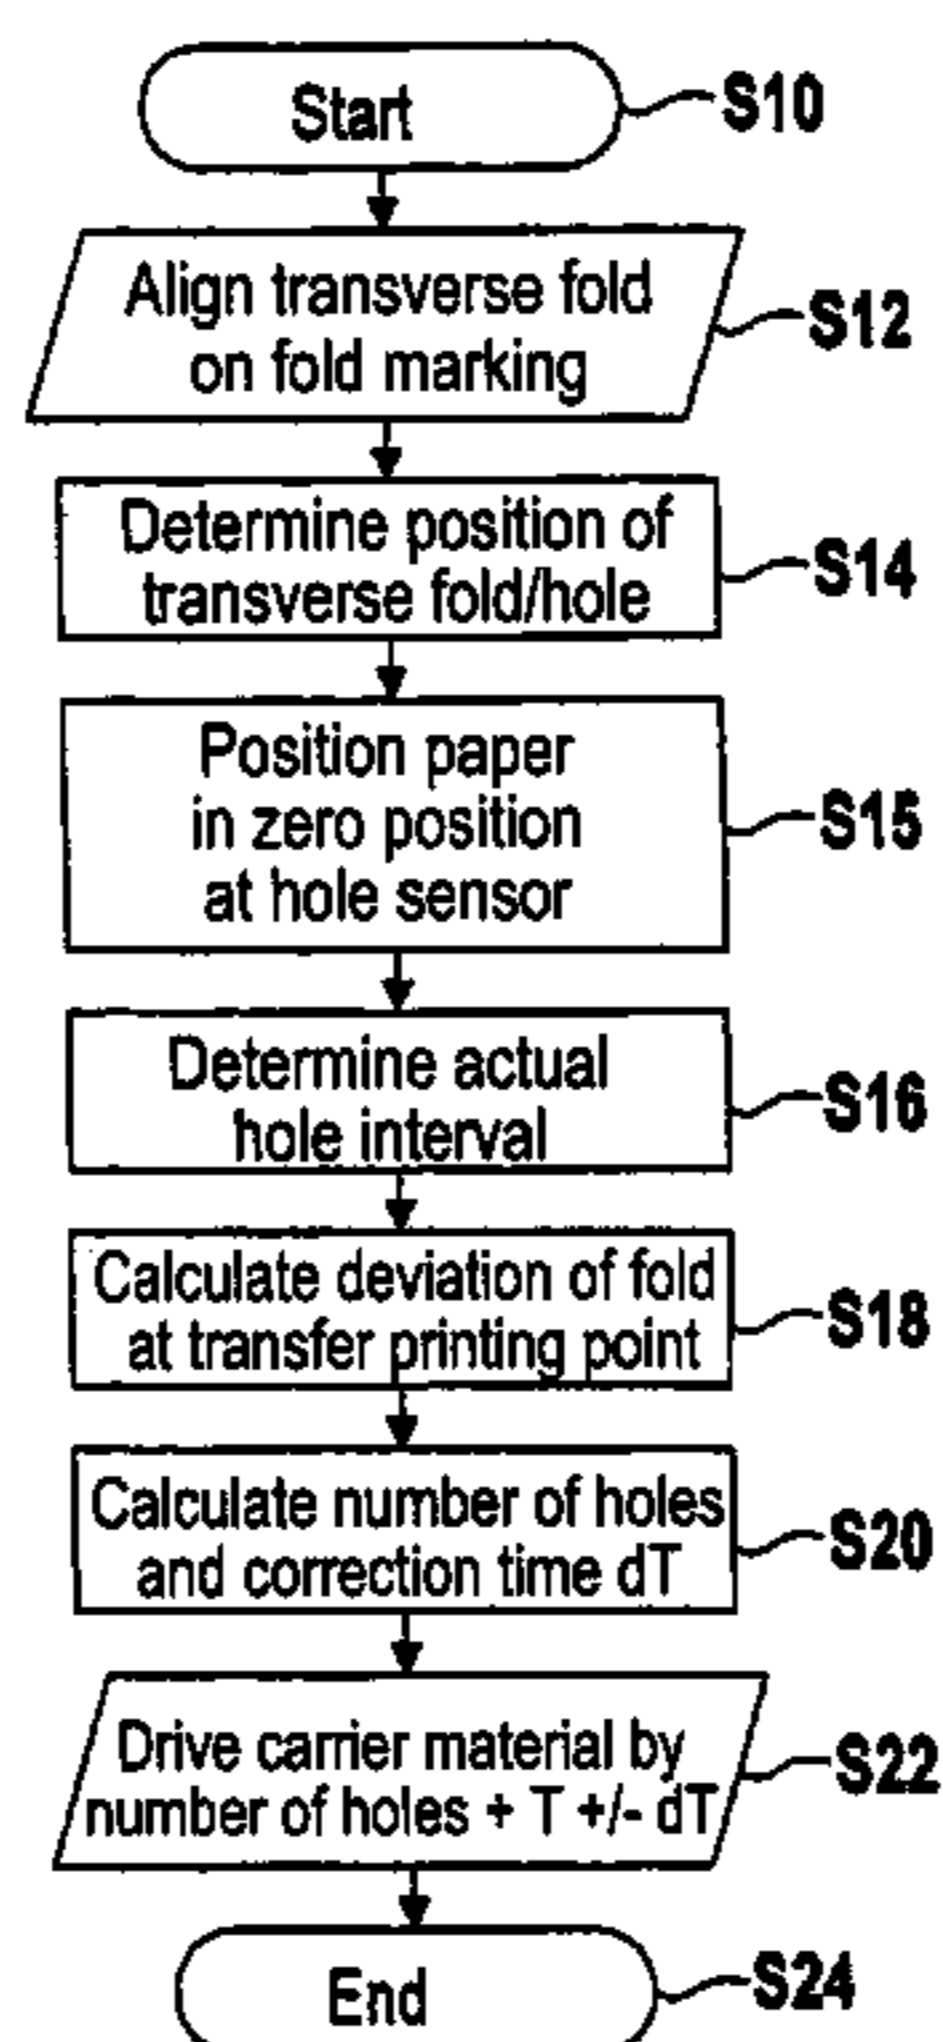 Start
S10
Align transverse fold
on fold marking
S12
Determine position of
transverse fold/hole
S14
Position paper
in zero position
at hole sensor
S15
Determine actual
hole interval
S16
Calculate deviation of fold
at transfer printing point
S18
Calculate number of holes
and correction time dT
S20
Drive carrier material by
number of holes + T +/- dT
S22
End
S24